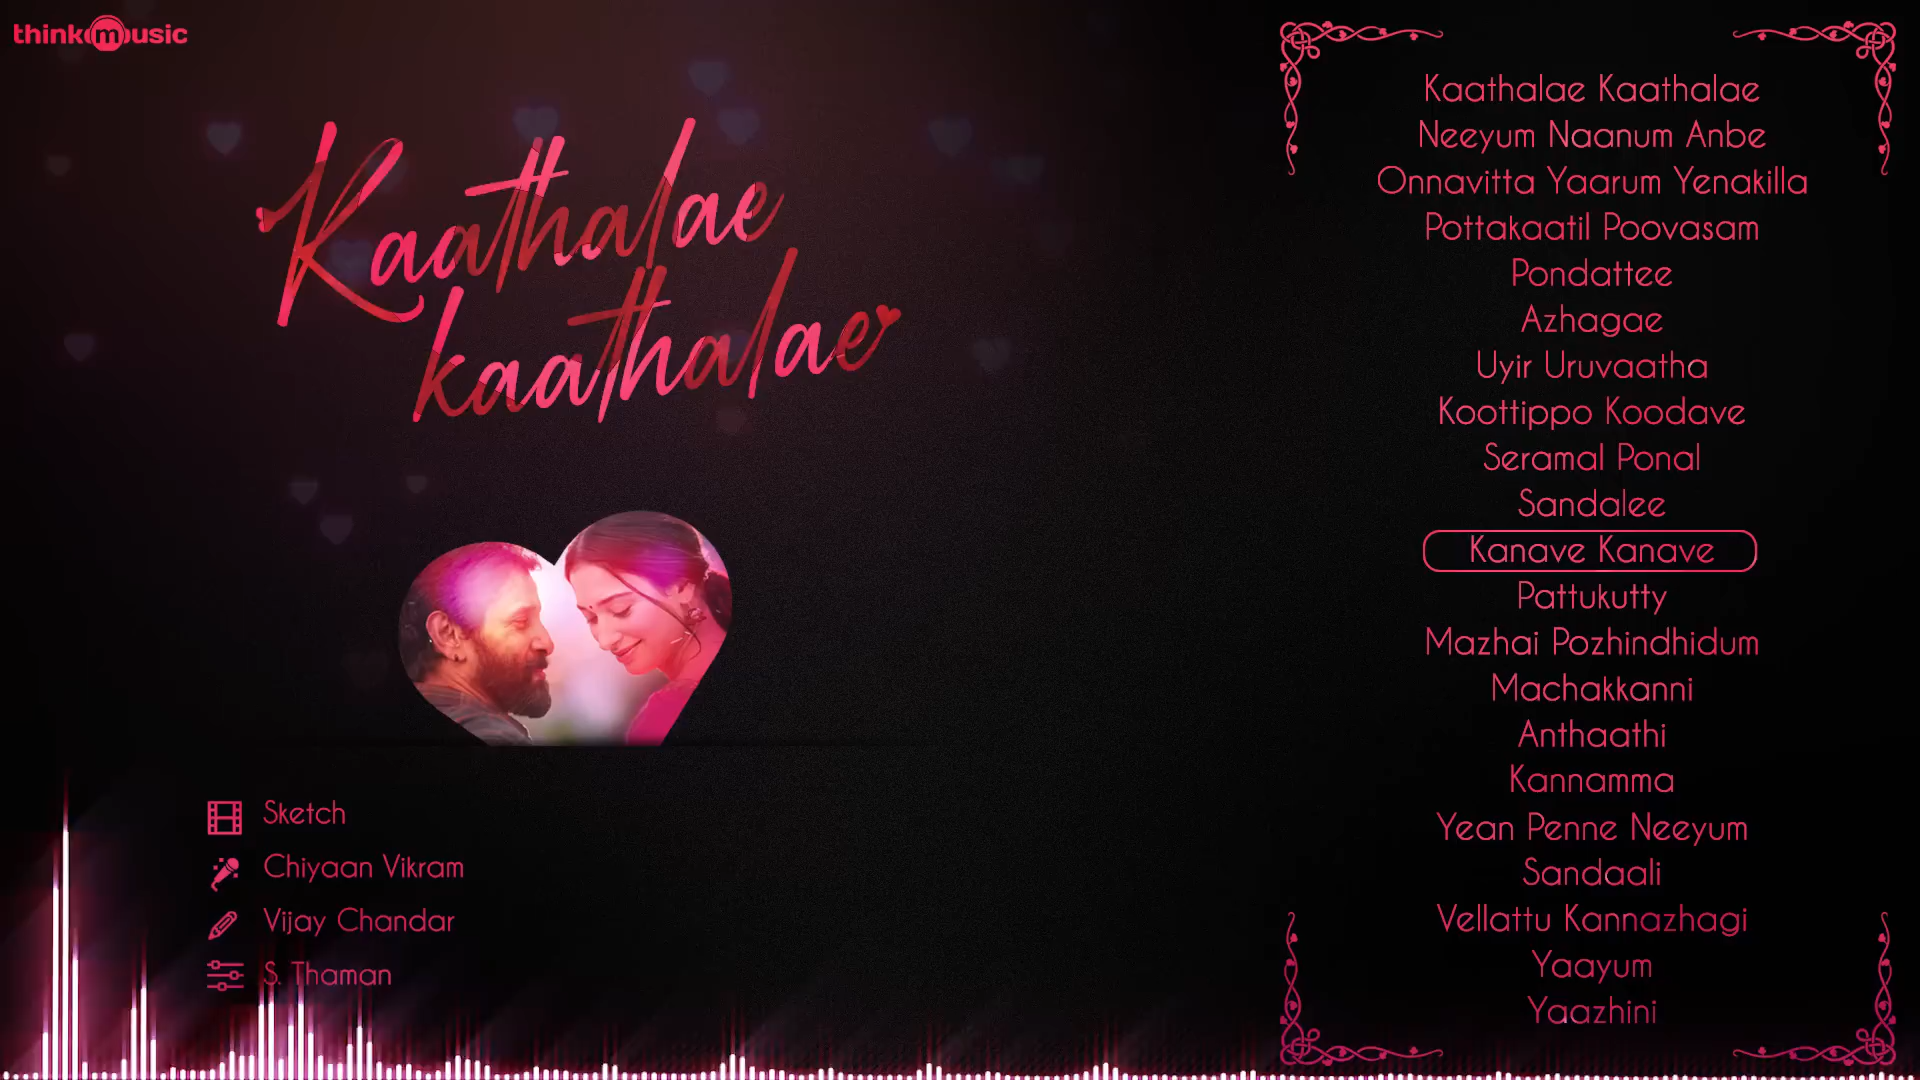 thinkmusic
Kaathalae
kaathalae
Sketch
Chiyaan Vikram
Vijay Chandar
S. Thaman
Kaathalae Kaathalae
Neeyum Naanum Anbe
Onnavitta Yaarum Yenakilla
Pottakaatil Poovasam
Pondattee
Azhagae
Uyir Uruvaatha
Koottippo Koodave
Seramal Ponal
Sandalee
Kanave Kanave
Pattukutty
Mazhai Pozhindhidum
Machakkanni
Anthaathi
Kannamma
Yean Penne Neeyum
Sandaali
Vellattu Kannazhagi
Yaayum
Yaazhini